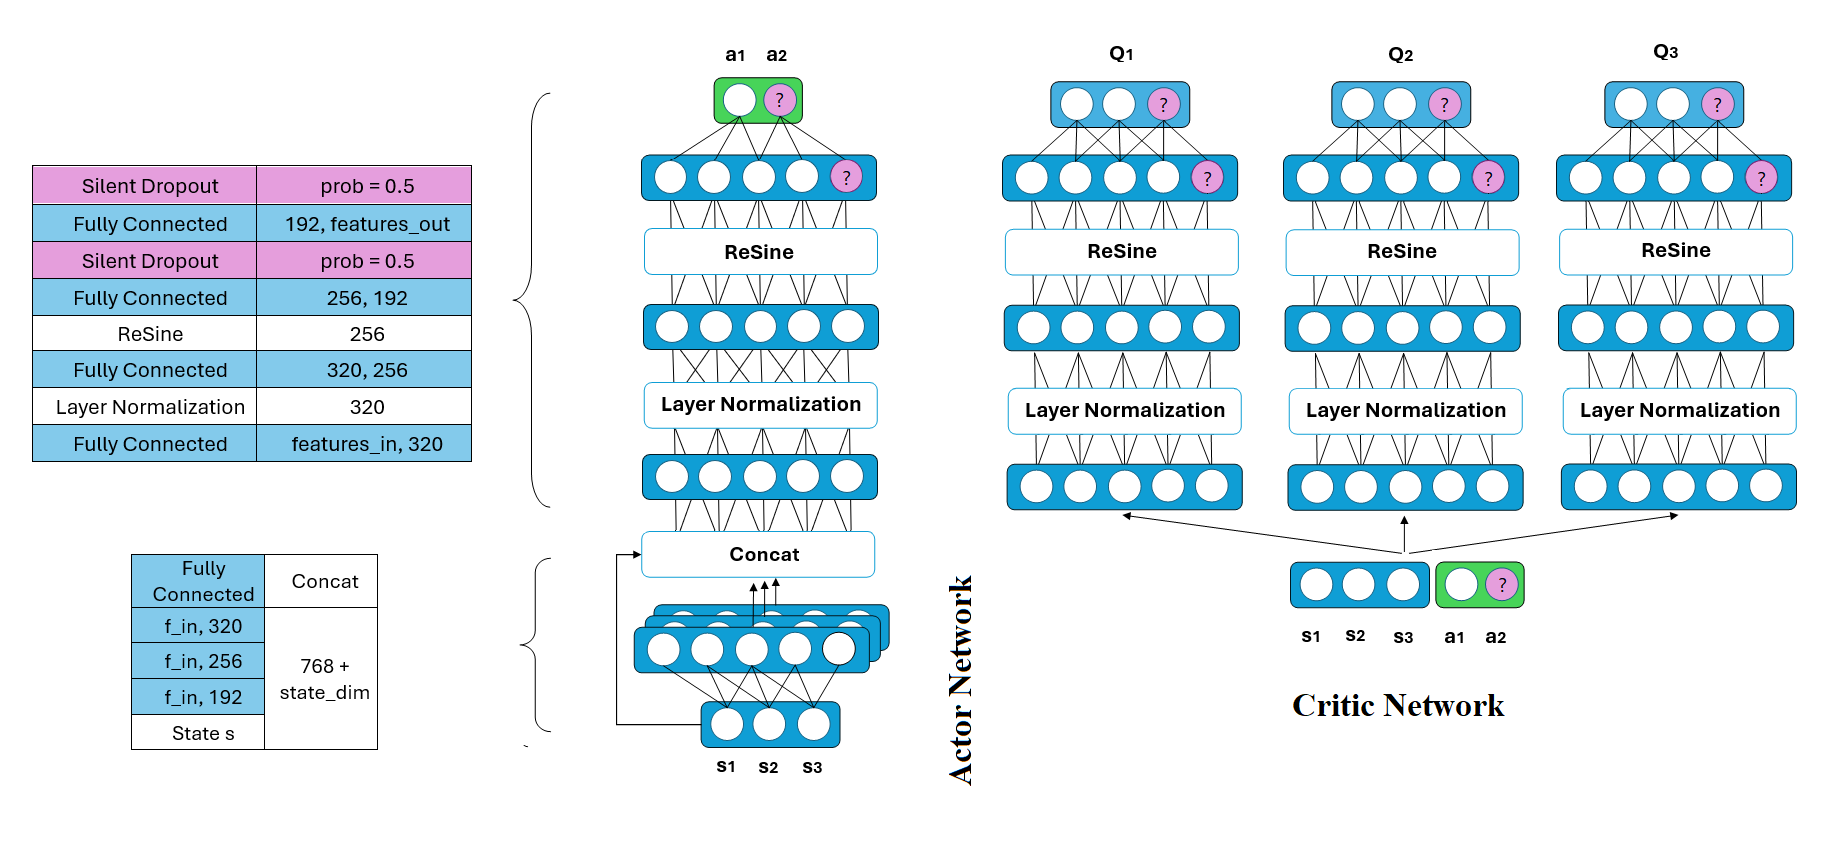 Silent Dropout prob = 0.5
Fully Connected 192, features_out
Silent Dropout prob = 0.5
Fully Connected 256, 192
ReSine 256
Fully Connected 320, 256
Layer Normalization 320
Fully Connected features_in, 320
Fully
Connected
Concat
f_in, 320
f_in, 256
f_in, 192
State s
768 +
state_dim
a1 a2
?
?
ReSine
Layer Normalization
Concat
s1 s2 s3
Actor Network
Q1
?
?
ReSine
Layer Normalization
Q2
?
?
ReSine
Layer Normalization
Q3
?
?
ReSine
Layer Normalization
?
s1 s2 s3 a1 a2
Critic Network